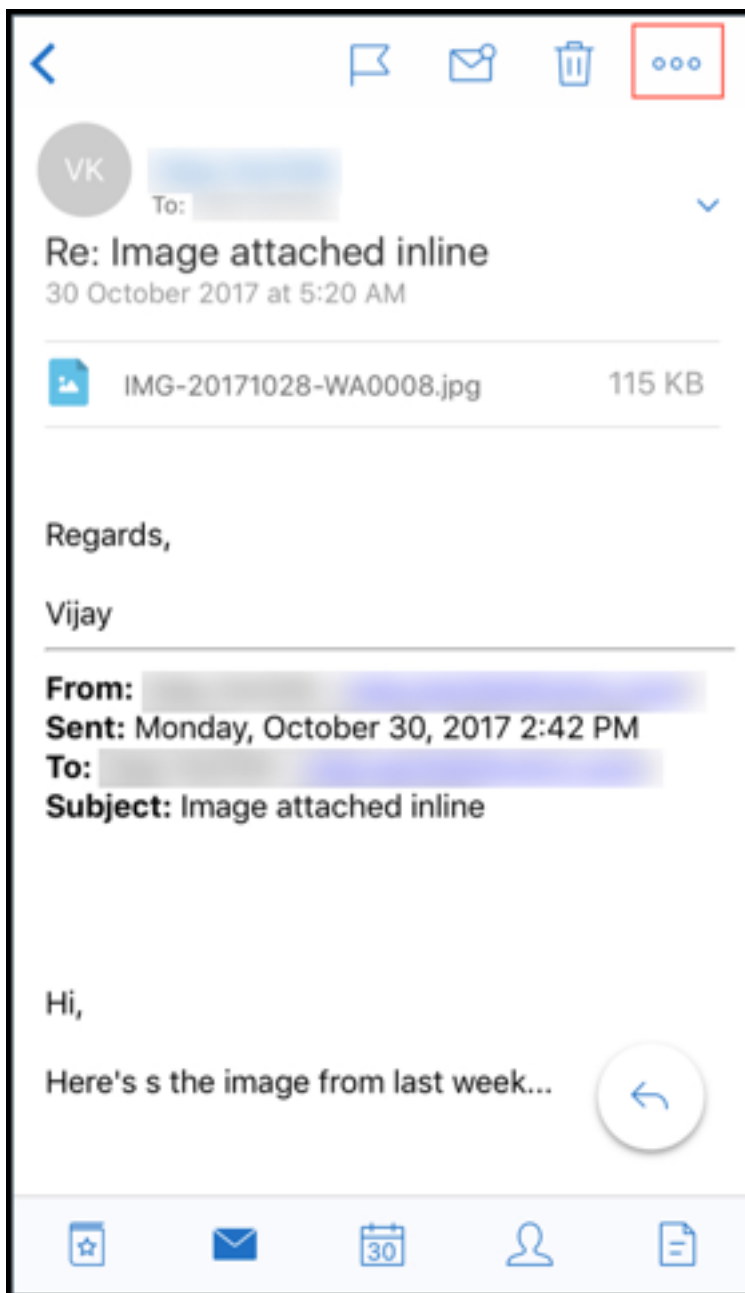 VK
To:
Re: Image attached inline
30 October 2017 at 5:20 AM
IMG-20171028-WA0008.jpg 115 KB
Regards,
Vijay
From:
Sent: Monday, October 30, 2017 2:42 PM
To:
Subject: Image attached inline
Hi,
Here's s the image from last week...
30